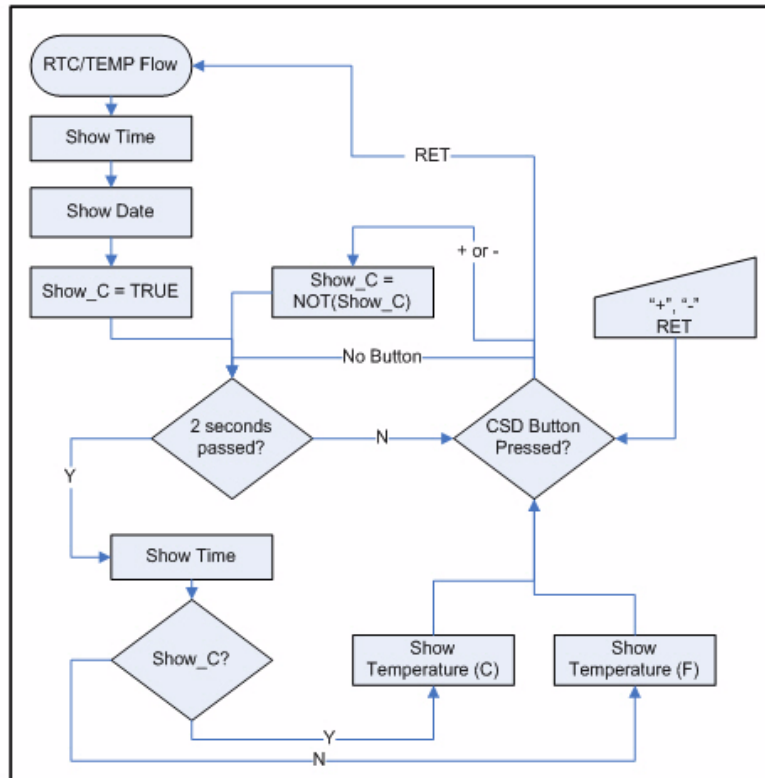 RTC/TEMP Flow
Show Time
RET
Show Date
+ or -
Show_C = TRUE
Show_C =
NOT(Show_C)
“+”, “-”
RET
No Button
2 seconds
passed?
N
CSD Button
Pressed?
Y
Show Time
Show_C?
Show
Temperature (C)
Show
Temperature (F)
Y
N